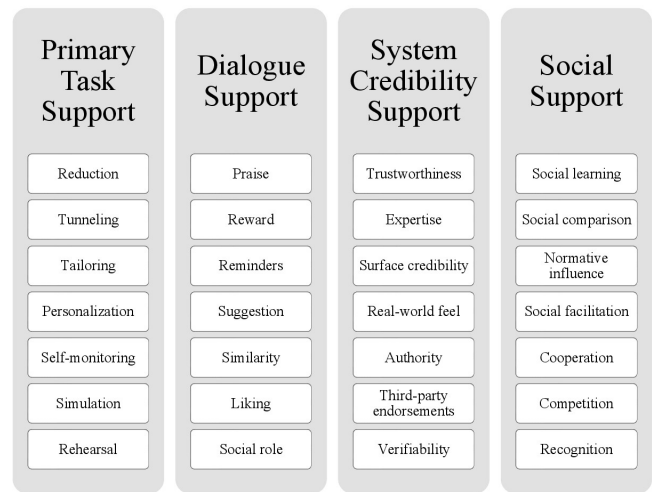 Primary
Task
Support
Reduction
Tunneling
Tailoring
Personalization
Self-monitoring
Simulation
Rehearsal
Dialogue
Support
Praise
Reward
Reminders
Suggestion
Similarity
Liking
Social role
System
Credibility
Support
Trustworthiness
Expertise
Surface credibility
Real-world feel
Authority
Third-party
endorsements
Verifiability
Social
Support
Social learning
Social comparison
Normative
influence
Social facilitation
Cooperation
Competition
Recognition